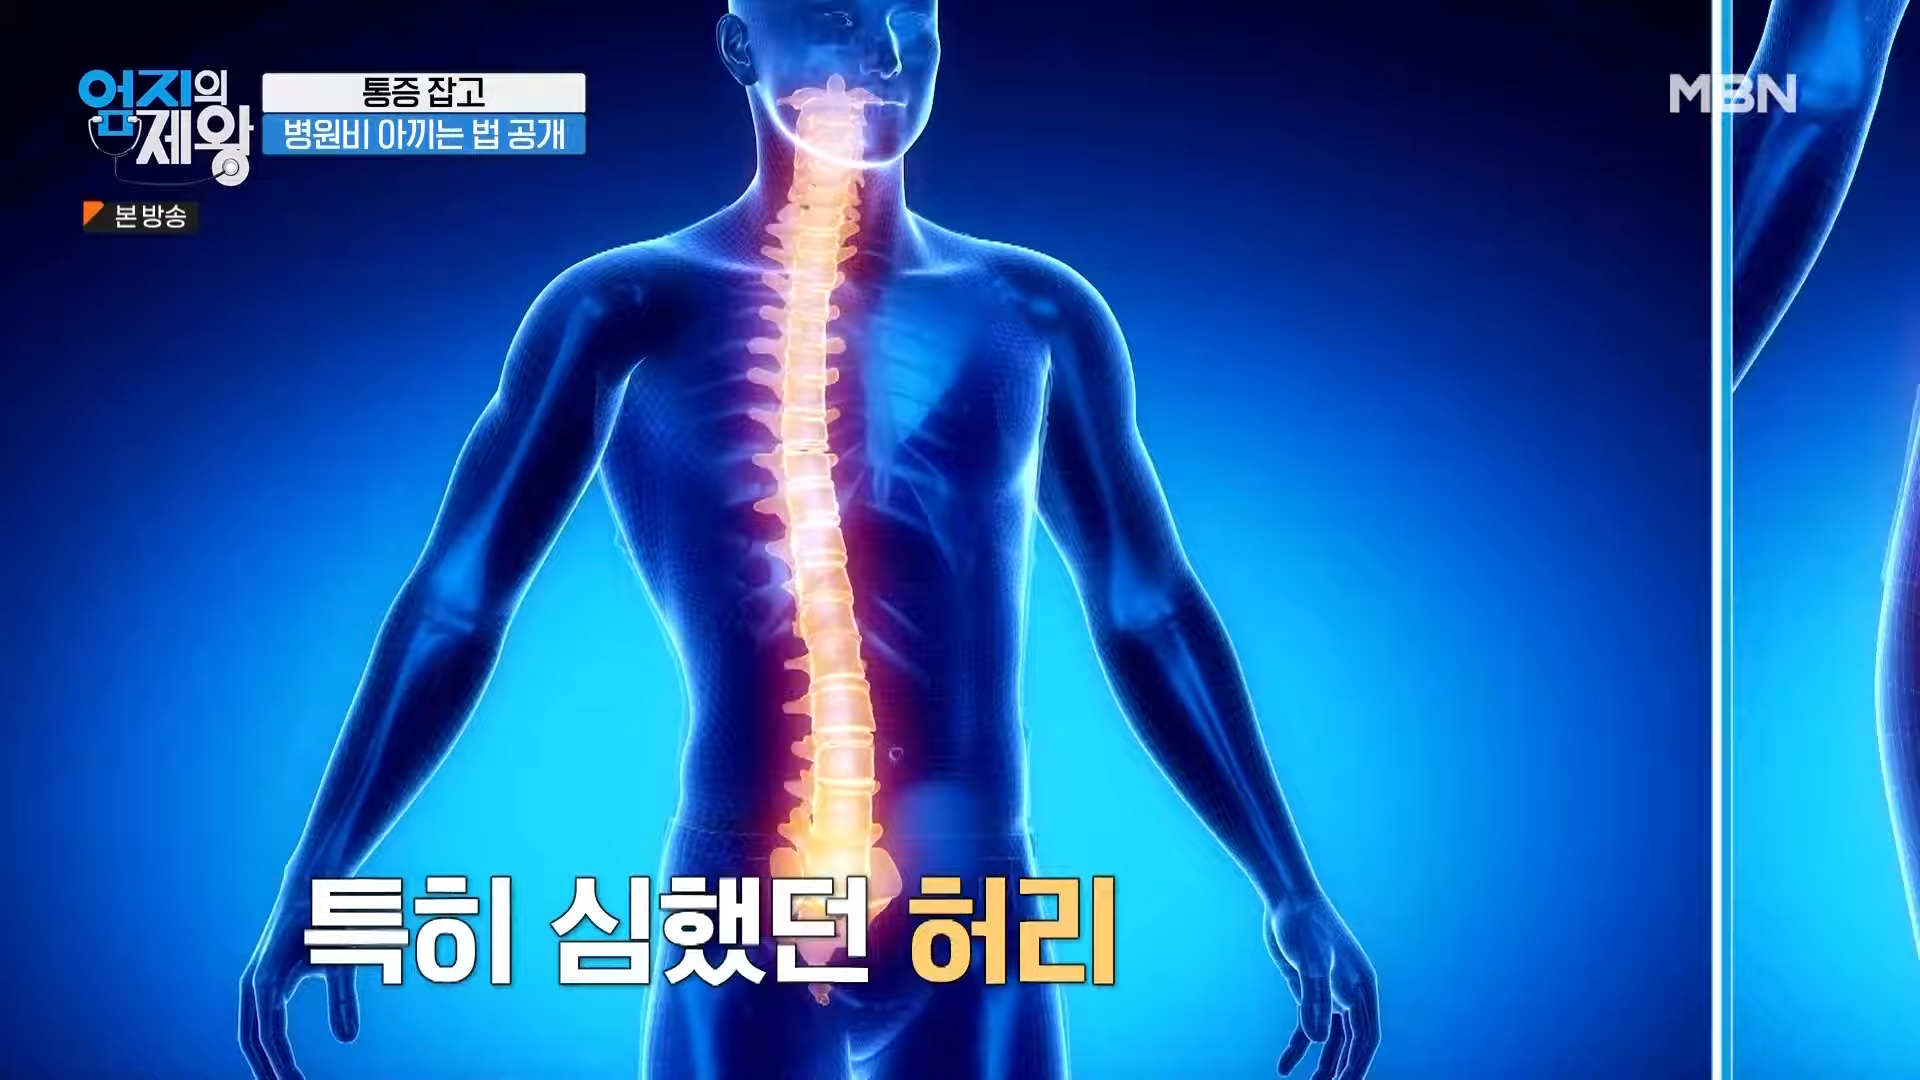 엄지의
제왕
통증 잡고
병원비 아끼는 법 공개
MBN
본방송
특히 심했던 허리